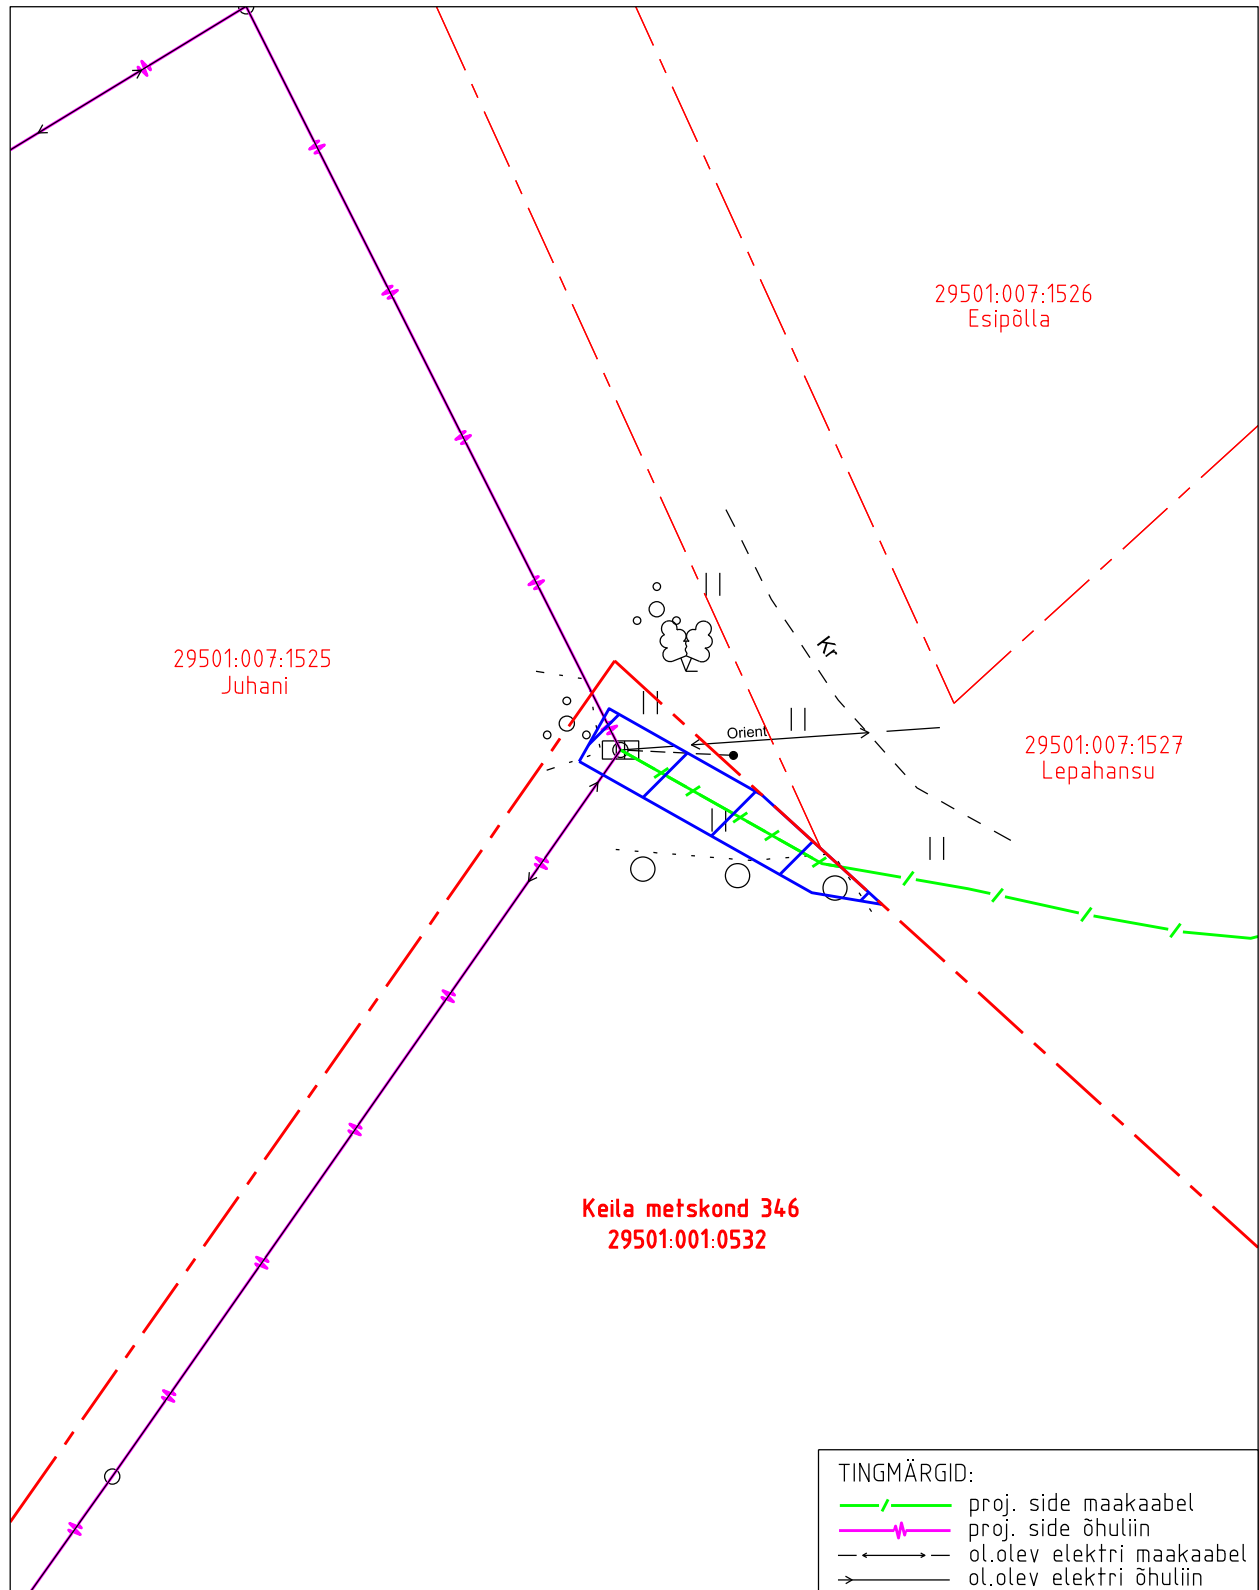 29501:007:1526
Esipõlla
Kr
29501:007:1525
Juhani
Orient
29501:007:1527
Lepahansu
Keila metskond 346
29501:001:0532
TINGMÄRGID:
proj. side maakaabel
proj. side õhuliin
ol.olev elektri maakaabel
ol.olev elektri õhuliin